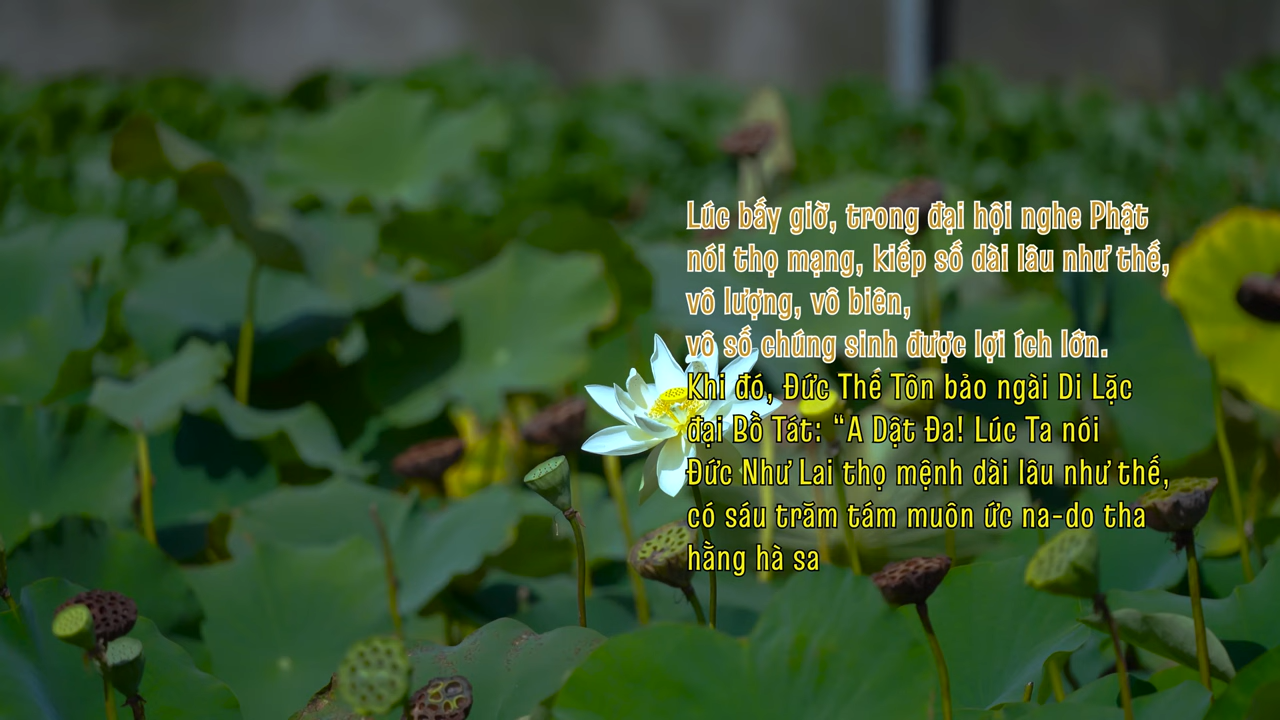 Lúc bấy giờ, trong đại hội nghe Phật
nói thọ mạng, kiếp số dài lâu như thế,
vô lượng, vô biên,
vô số chúng sinh được lợi ích lớn.
Khi đó, Đức Thế Tôn bảo ngài Di Lặc
đại Bồ Tát: “A Dật Đa! Lúc Ta nói
Đức Như Lai thọ mệnh dài lâu như thế,
có sáu trăm tám muôn ức na-do tha
hằng hà sa